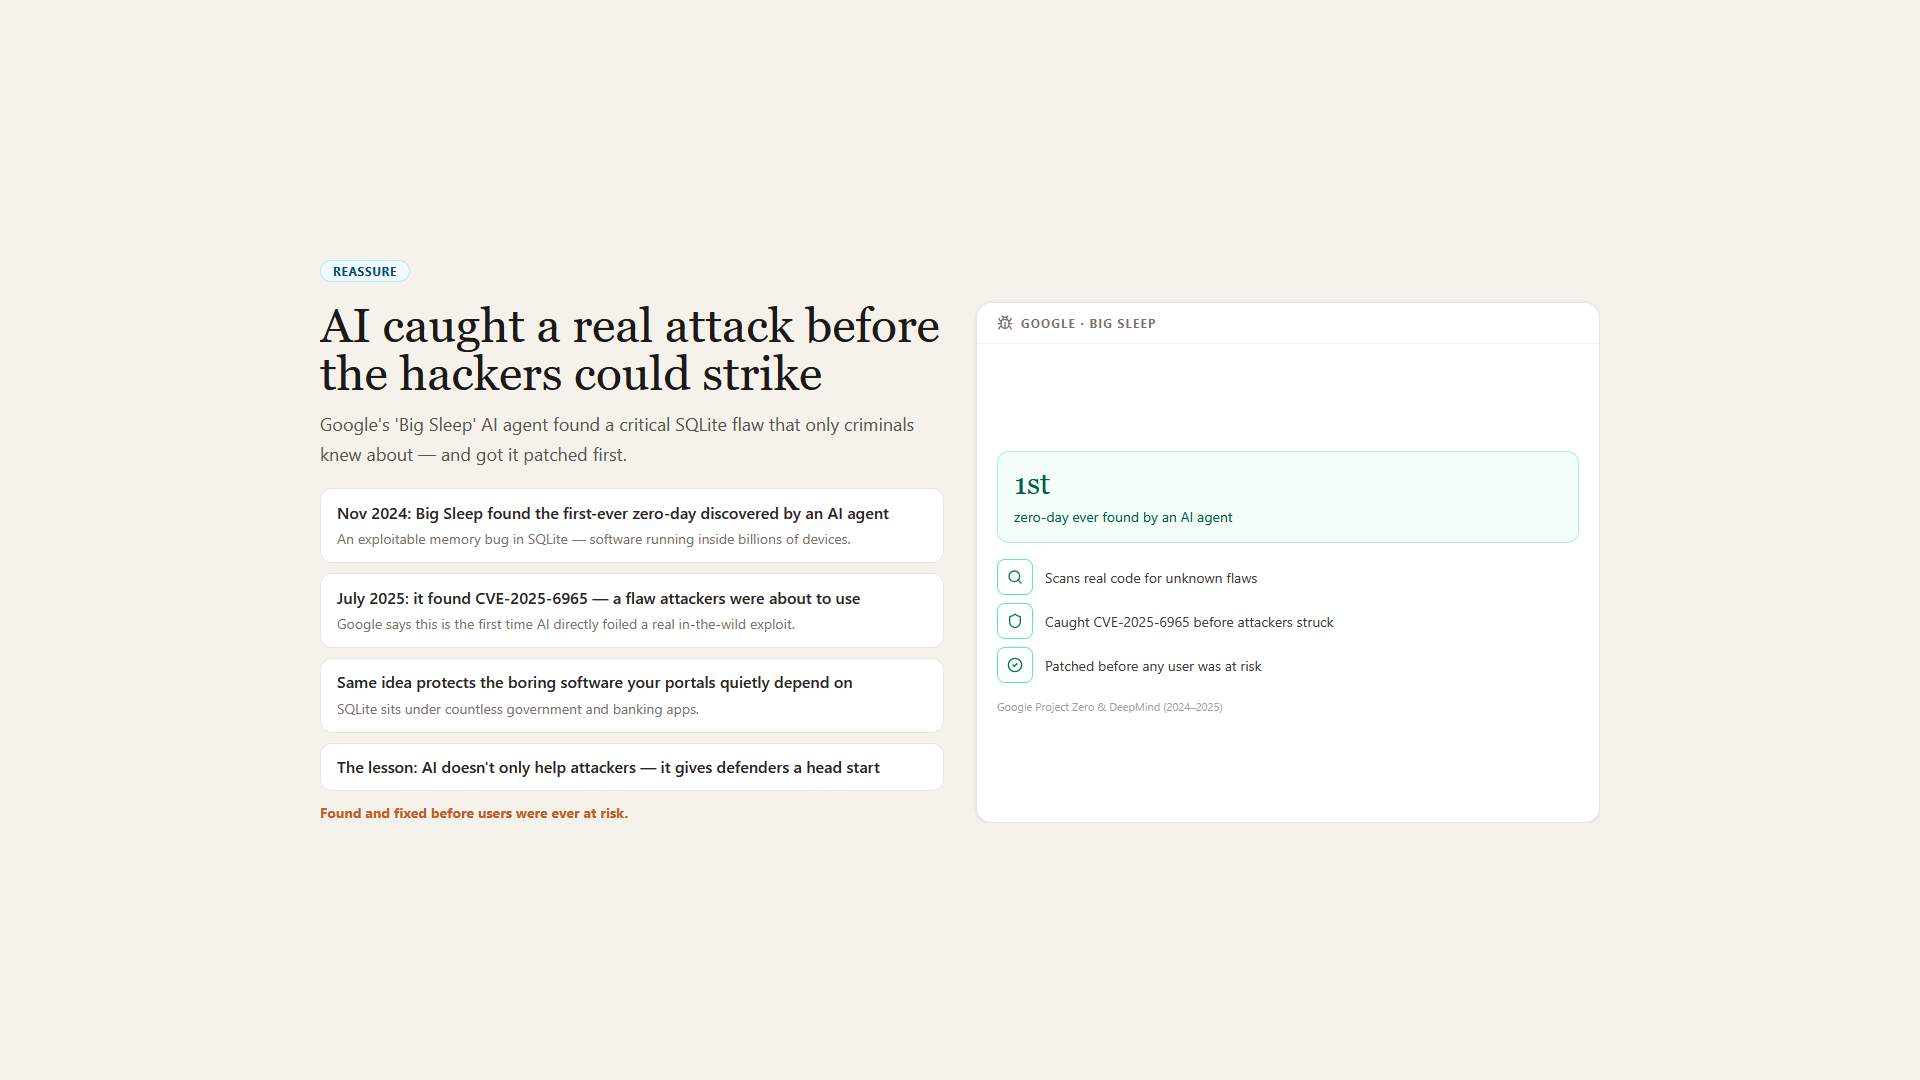 REASSURE
AI caught a real attack before
the hackers could strike
Google's 'Big Sleep' AI agent found a critical SQLite flaw that only criminals
knew about — and got it patched first.
Nov 2024: Big Sleep found the first-ever zero-day discovered by an AI agent
An exploitable memory bug in SQLite — software running inside billions of devices.
July 2025: it found CVE-2025-6965 — a flaw attackers were about to use
Google says this is the first time AI directly foiled a real in-the-wild exploit.
Same idea protects the boring software your portals quietly depend on
SQLite sits under countless government and banking apps.
The lesson: AI doesn't only help attackers — it gives defenders a head start
Found and fixed before users were ever at risk.
GOOGLE · BIG SLEEP
1st
zero-day ever found by an AI agent
Scans real code for unknown flaws
Caught CVE-2025-6965 before attackers struck
Patched before any user was at risk
Google Project Zero & DeepMind (2024–2025)